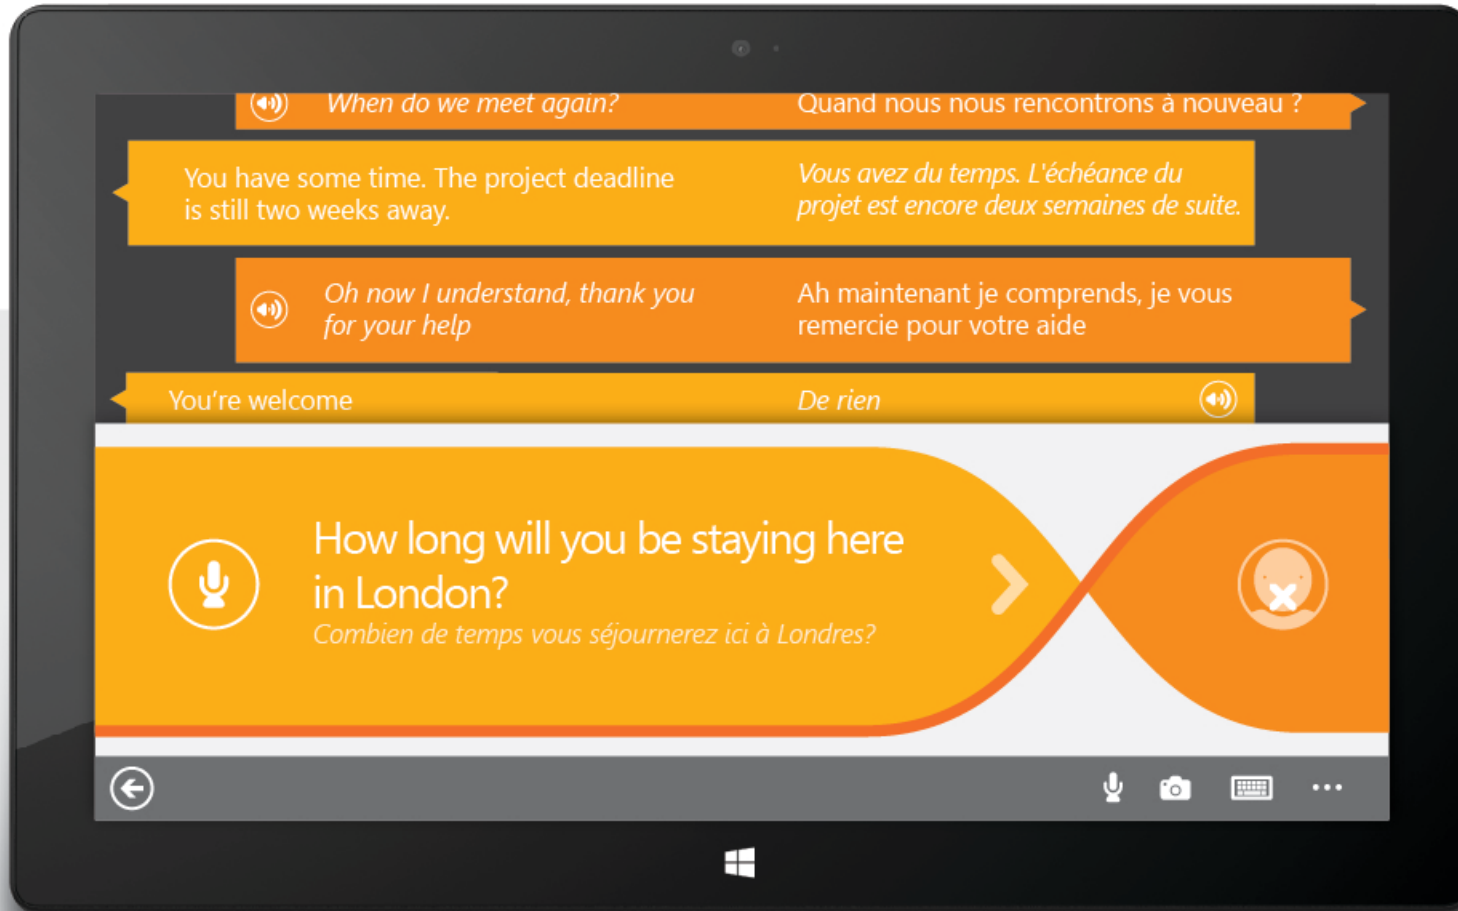 When do we meet again?
Quand nous nous rencontrons à nouveau ?
You have some time. The project deadline
is still two weeks away.
Vous avez du temps. L'échéance du
projet est encore deux semaines de suite.
Oh now I understand, thank you
for your help
Ah maintenant je comprends, je vous
remercie pour votre aide
You're welcome
De rien
How long will you be staying here
in London?
Combien de temps vous séjournerez ici à Londres?